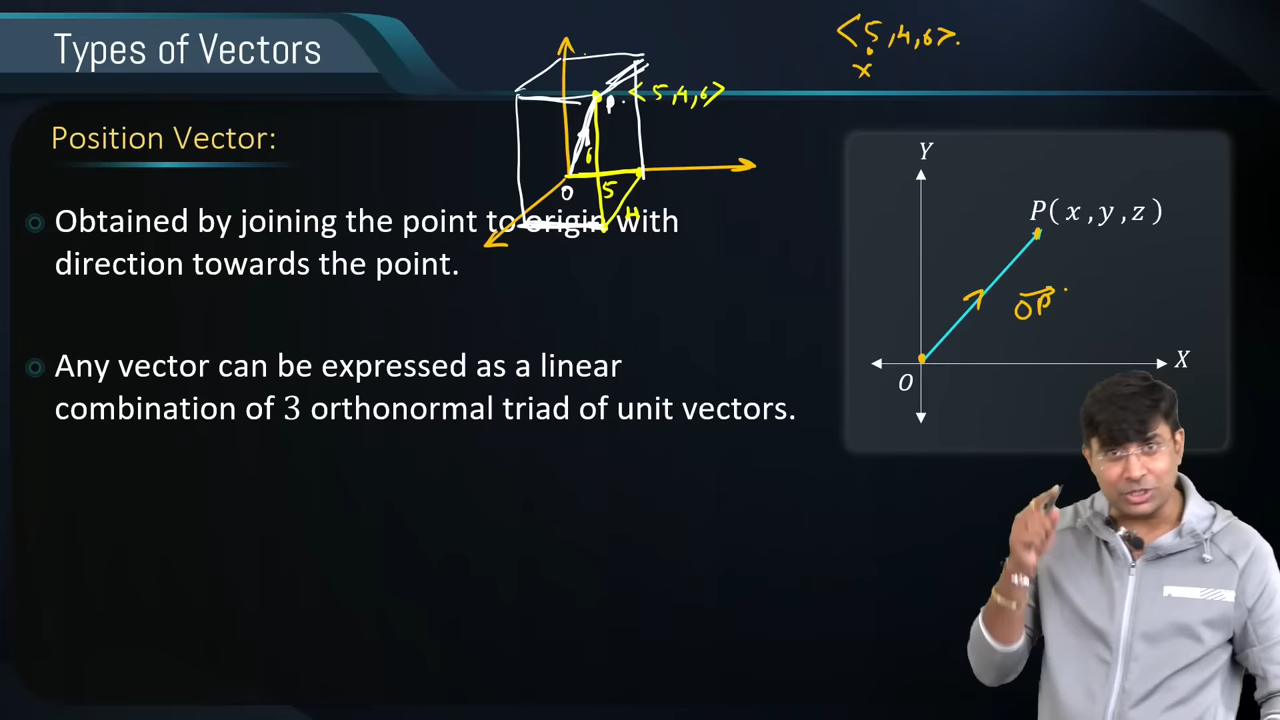 Types of Vectors
<5,4,6>.
x
P.
<5,4,6>
6
O
5
4
Position Vector:
Obtained by joining the point to origin with
direction towards the point.
Any vector can be expressed as a linear
combination of 3 orthonormal triad of unit vectors.
Y
P(x,y,z)
OP
X
O